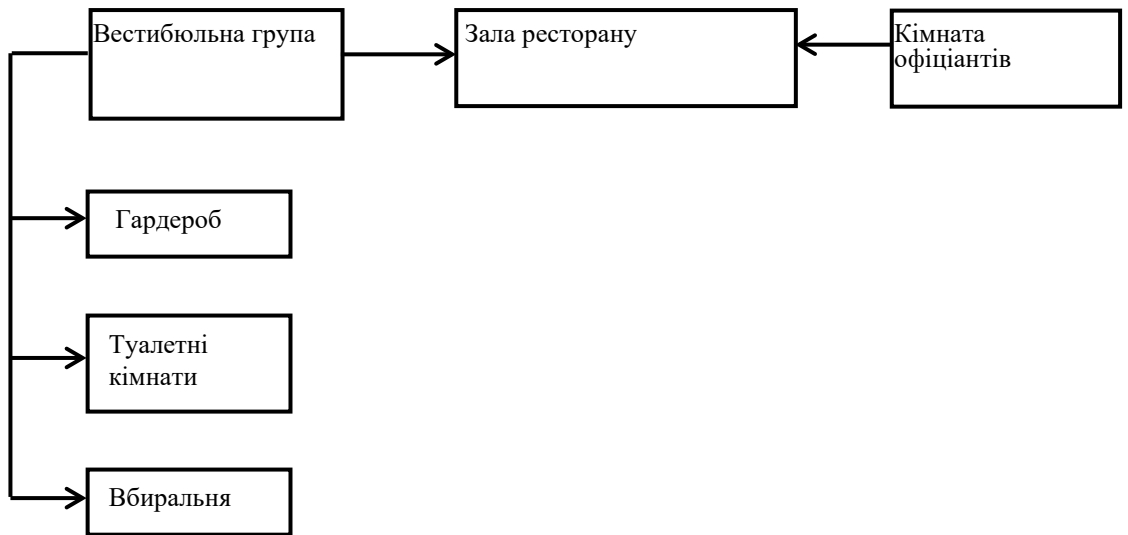 Вестибюльна група
Зала ресторану
Кімната
офіціантів
Гардероб
Туалетні
кімнати
Вбиральня